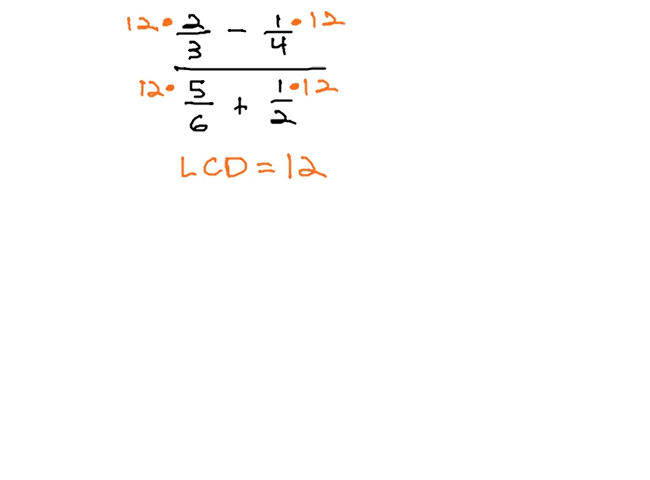 12 • 2/3 − 1/4 • 12
12 • 5/6 + 1/2 • 12
LCD = 12